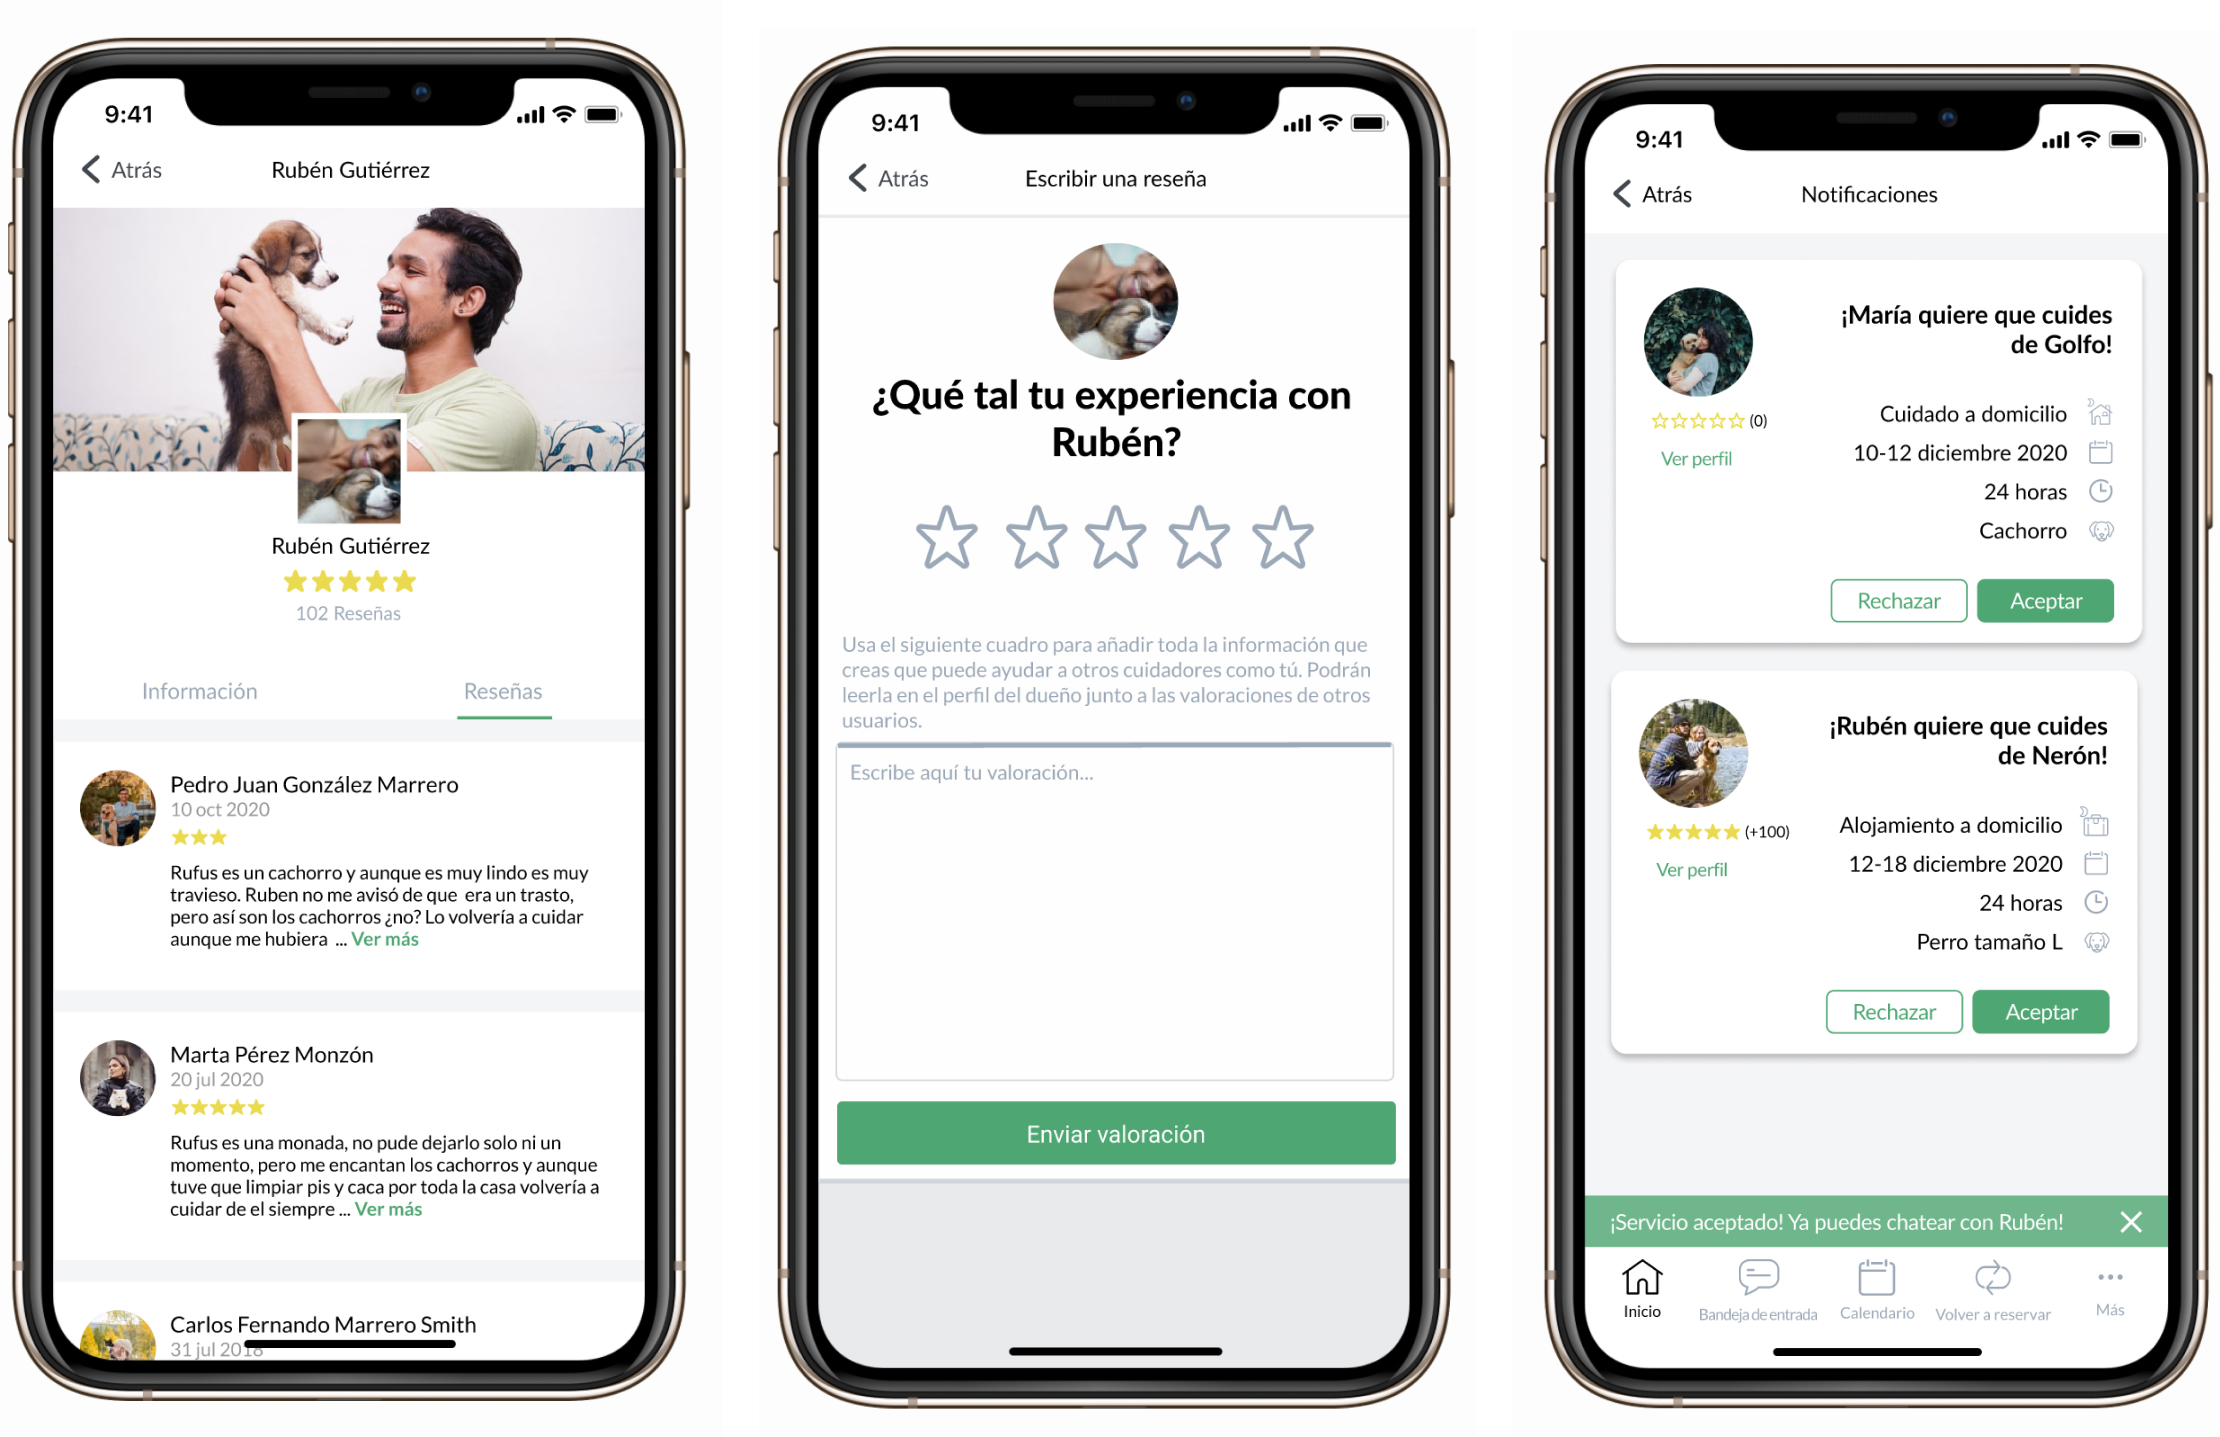 9:41
Atrás
Rubén Gutiérrez
Rubén Gutiérrez
102 Reseñas
Información
Reseñas
Pedro Juan González Marrero
10 oct 2020
Rufus es un cachorro y aunque es muy lindo es muy
travieso. Ruben no me avisó de que era un trasto,
pero así son los cachorros ¿no? Lo volvería a cuidar
aunque me hubiera ... Ver más
Marta Pérez Monzón
20 jul 2020
Rufus es una monada, no pude dejarlo solo ni un
momento, pero me encantan los cachorros y aunque
tuve que limpiar pis y caca por toda la casa volvería a
cuidar de el siempre ... Ver más
Carlos Fernando Marrero Smith
31 jul 2018
9:41
Atrás
Escribir una reseña
¿Qué tal tu experiencia con
Rubén?
Usa el siguiente cuadro para añadir toda la información que
creas que puede ayudar a otros cuidadores como tú. Podrán
leerla en el perfil del dueño junto a las valoraciones de otros
usuarios.
Escribe aquí tu valoración...
Enviar valoración
9:41
Atrás
Notificaciones
¡María quiere que cuides
de Golfo!
(0)
Ver perfil
Cuidado a domicilio
10-12 diciembre 2020
24 horas
Cachorro
Rechazar
Aceptar
¡Rubén quiere que cuides
de Nerón!
(+100)
Ver perfil
Alojamiento a domicilio
12-18 diciembre 2020
24 horas
Perro tamaño L
Rechazar
Aceptar
¡Servicio aceptado! Ya puedes chatear con Rubén!
Inicio
Bandeja de entrada
Calendario
Volver a reservar
Más